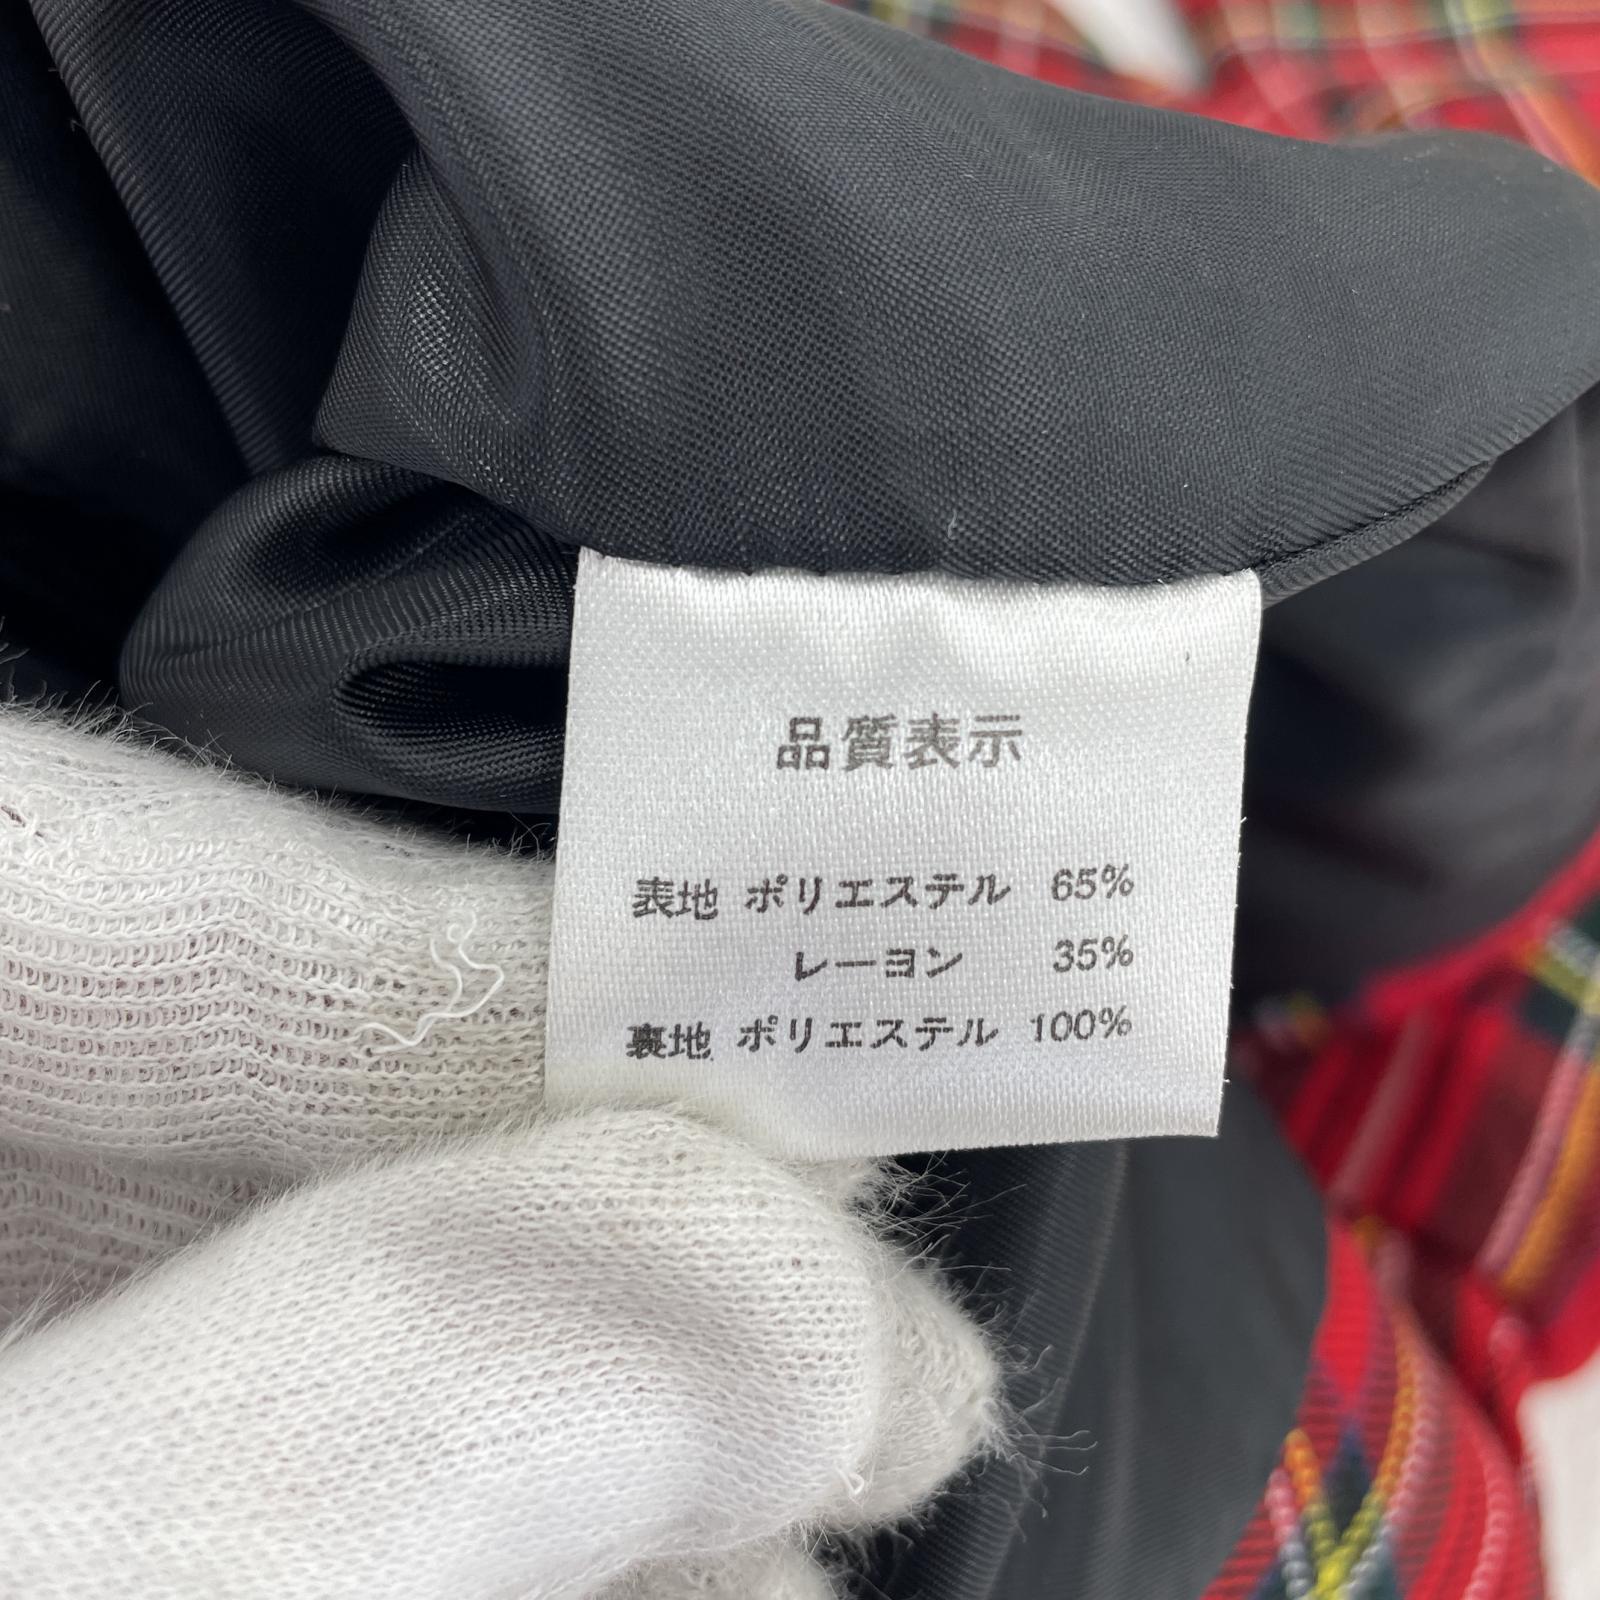 品質表示
表地 ポリエステル 65%
レーヨン 35%
裏地 ポリエステル 100%